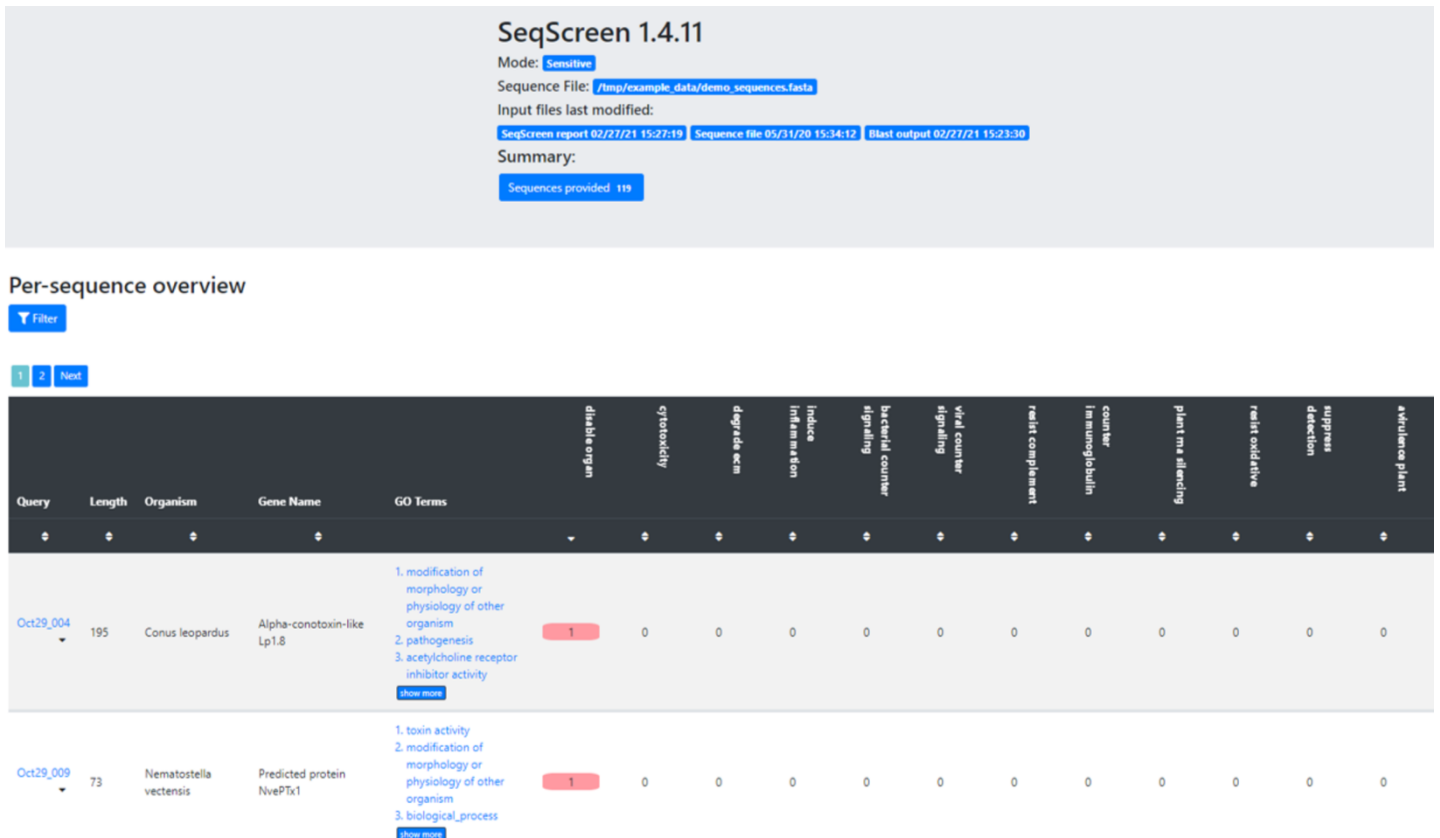 SeqScreen 1.4.11
Mode: Sensitive
Sequence File: /tmp/example_data/demo_sequences.fasta
Input files last modified:
SeqScreen report 02/27/21 15:27:19 Sequence file 05/31/20 15:34:12 Blast output 02/27/21 15:23:30
Summary:
Sequences provided 119
Per-sequence overview
Filter
1 2 Next
Query Length Organism Gene Name GO Terms
disable organ
cytotoxicity
degrade ecm
induce
inflammation
bacterial counter
signaling
viral counter
signaling
resist complement
counter
immunoglobulin
plant rna silencing
resist oxidative
suppress
detection
avirulence plant
Oct29_004
195
Conus leopardus
Alpha-conotoxin-like
Lp1.8
1. modification of
morphology or
physiology of other
organism
2. pathogenesis
3. acetylcholine receptor
inhibitor activity
show more
1 0 0 0 0 0 0 0 0 0 0 0
Oct29_009
73
Nematostella
vectensis
Predicted protein
NvePTx1
1. toxin activity
2. modification of
morphology or
physiology of other
organism
3. biological_process
show more
1 0 0 0 0 0 0 0 0 0 0 0